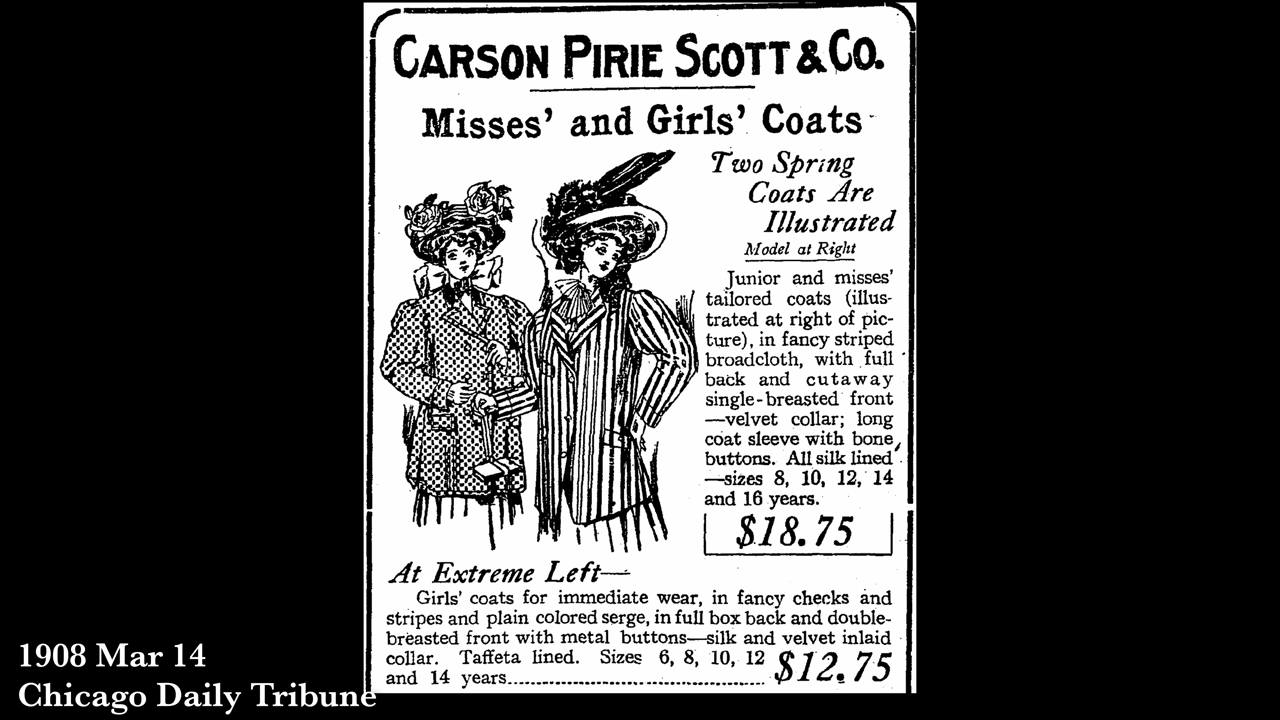 CARSON PIRIE SCOTT & CO.
Misses' and Girls' Coats
Two Spring
Coats Are
Illustrated
Model at Right
Junior and misses'
tailored coats (illus-
trated at right of pic-
ture), in fancy striped
broadcloth, with full
back and cutaway
single-breasted front
—velvet collar; long
coat sleeve with bone
buttons. All silk lined
—sizes 8, 10, 12, 14
and 16 years.
$18.75
At Extreme Left—
Girls' coats for immediate wear, in fancy checks and
stripes and plain colored serge, in full box back and double-
breasted front with metal buttons—silk and velvet inlaid
collar. Taffeta lined. Sizes 6, 8, 10, 12
and 14 years.............................................. $12.75
1908 Mar 14
Chicago Daily Tribune